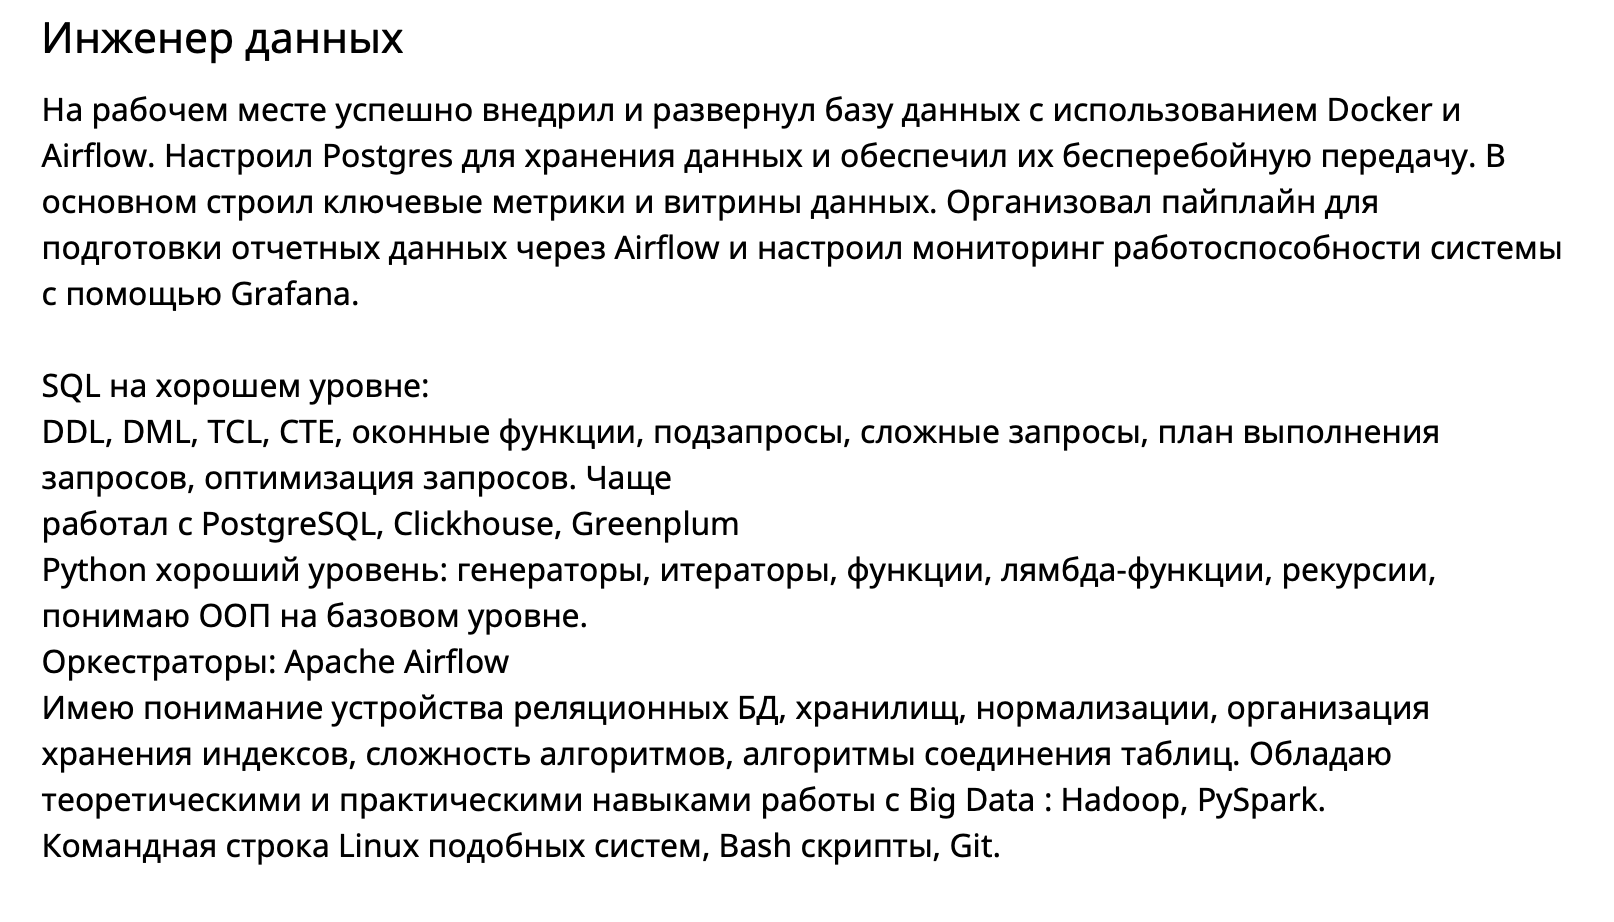 Инженер данных
На рабочем месте успешно внедрил и развернул базу данных с использованием Docker и
Airflow. Настроил Postgres для хранения данных и обеспечил их бесперебойную передачу. В
основном строил ключевые метрики и витрины данных. Организовал пайплайн для
подготовки отчетных данных через Airflow и настроил мониторинг работоспособности системы
с помощью Grafana.
SQL на хорошем уровне:
DDL, DML, TCL, CTE, оконные функции, подзапросы, сложные запросы, план выполнения
запросов, оптимизация запросов. Чаще
работал с PostgreSQL, Clickhouse, Greenplum
Python хороший уровень: генераторы, итераторы, функции, лямбда-функции, рекурсии,
понимаю ООП на базовом уровне.
Оркестраторы: Apache Airflow
Имею понимание устройства реляционных БД, хранилищ, нормализации, организация
хранения индексов, сложность алгоритмов, алгоритмы соединения таблиц. Обладаю
теоретическими и практическими навыками работы с Big Data : Hadoop, PySpark.
Командная строка Linux подобных систем, Bash скрипты, Git.